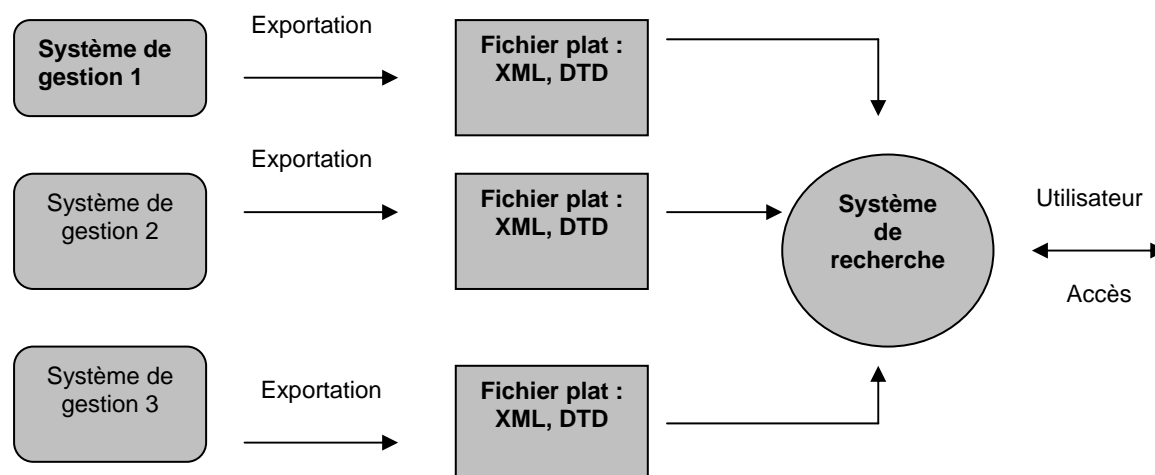 Système de
gestion 1
Exportation
Fichier plat :
XML, DTD
Exportation
Système de
gestion 2
Fichier plat :
XML, DTD
Système
de
recherche
Utilisateur
Accès
Système de
gestion 3
Exportation
Fichier plat :
XML, DTD